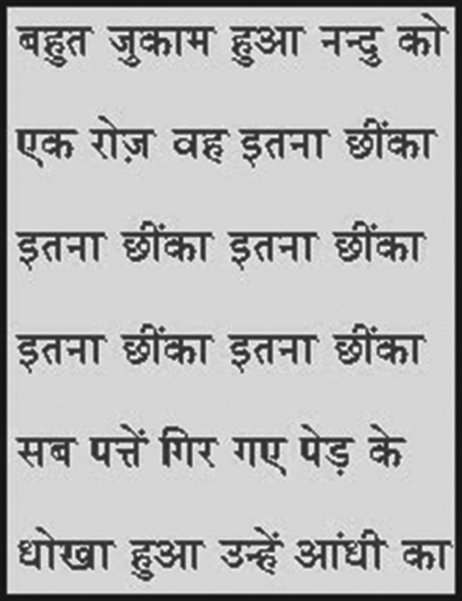 बहुत जुकाम हुआ नन्दु को
एक रोज़ वह इतना छींका
इतना छींका इतना छींका
इतना छींका इतना छींका
सब पत्तें गिर गए पेड़ के
धोखा हुआ उन्हें आंधी का